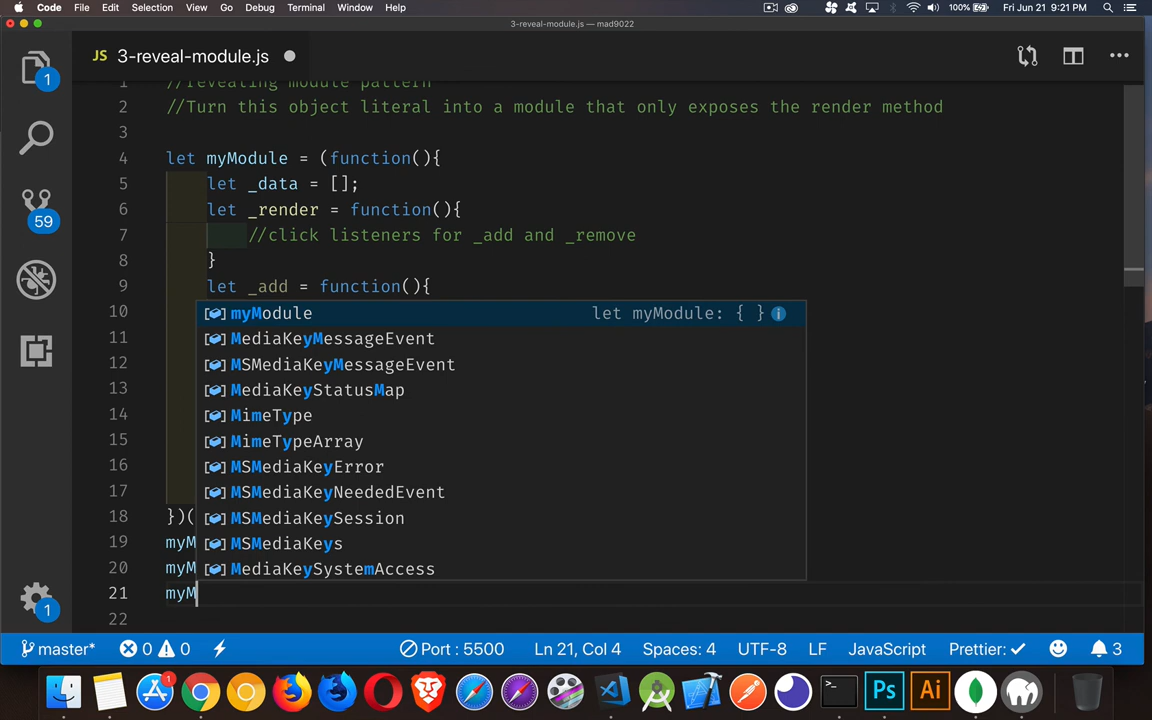 Code File Edit Selection View Go Debug Terminal Window Help 100% Fri Jun 21 9:21 PM
3-reveal-module.js — mad9022
JS 3-reveal-module.js
1 //revealing module pattern
2 //Turn this object literal into a module that only exposes the render method
3
4 let myModule = (function(){
5 let _data = [];
6 let _render = function(){
7 //click listeners for _add and _remove
8 }
9 let _add = function(){
10 myModule let myModule: { }
11 MediaKeyMessageEvent
12 MSMediaKeyMessageEvent
13 MediaKeyStatusMap
14 MimeType
15 MimeTypeArray
16 MSMediaKeyError
17 MSMediaKeyNeededEvent
18 })( MSMediaKeySession
19 myM MSMediaKeys
20 myM MediaKeySystemAccess
21 myM
22
1
59
1
master* 0 0 Port : 5500 Ln 21, Col 4 Spaces: 4 UTF-8 LF JavaScript Prettier: ✓ 3
1 >_ Ps Ai